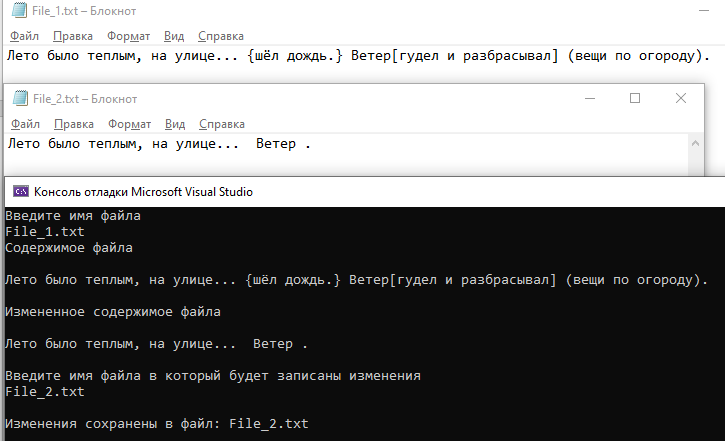 File_1.txt – Блокнот
Файл Правка Формат Вид Справка
Лето было теплым, на улице... {шёл дождь.} Ветер[гудел и разбрасывал] (вещи по огороду).
File_2.txt – Блокнот
Файл Правка Формат Вид Справка
Лето было теплым, на улице...  Ветер .
Консоль отладки Microsoft Visual Studio
Введите имя файла
File_1.txt
Содержимое файла
Лето было теплым, на улице... {шёл дождь.} Ветер[гудел и разбрасывал] (вещи по огороду).
Измененное содержимое файла
Лето было теплым, на улице...  Ветер .
Введите имя файла в который будет записаны изменения
File_2.txt
Изменения сохранены в файл: File_2.txt